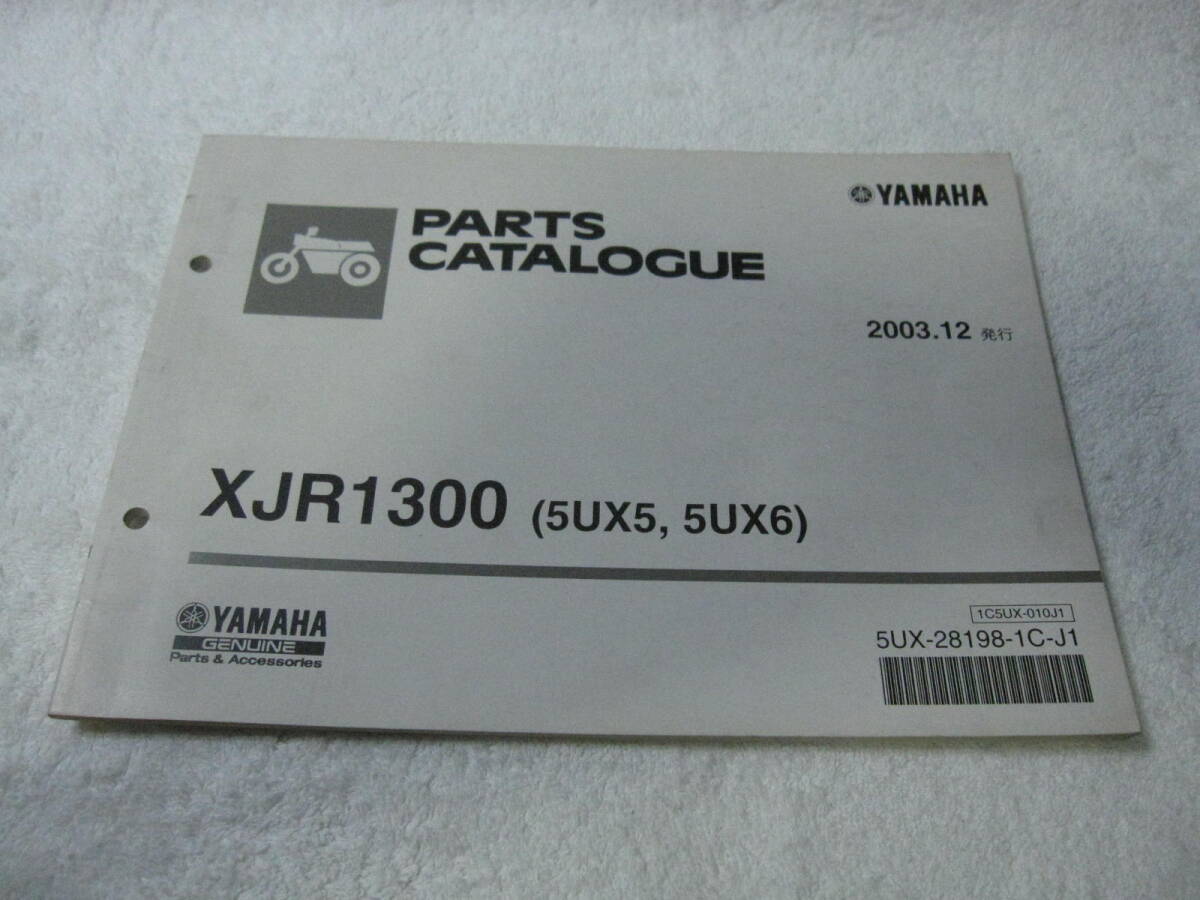 YAMAHA
PARTS
CATALOGUE
2003.12 発行
XJR1300 (5UX5, 5UX6)
YAMAHA
GENUINE
Parts & Accessories
1C5UX-010J1
5UX-28198-1C-J1